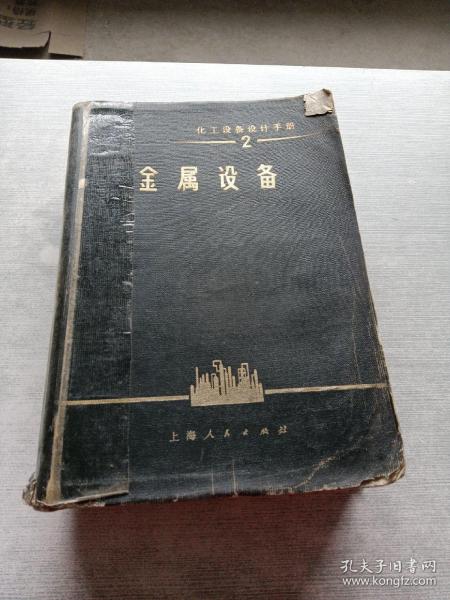 化工设备设计手册
2
金属设备
上海人民出版社
孔夫子旧书网
www.kongfz.com